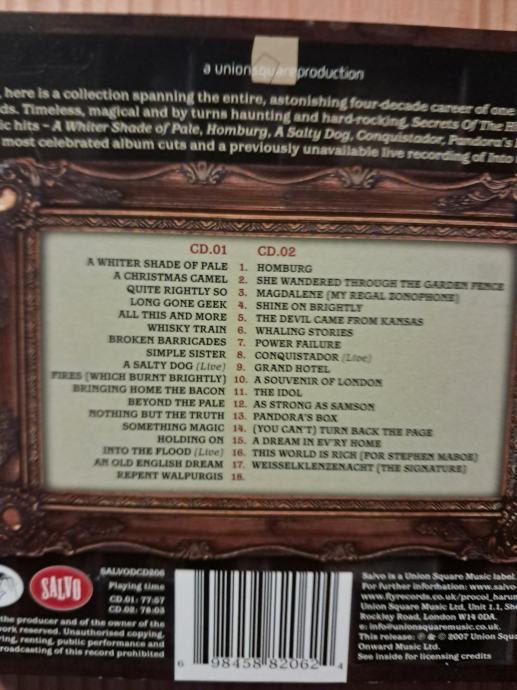 a unionsquareproduction
, here is a collection spanning the entire, astonishing four-decade career of one
ds. Timeless, magical and by turns haunting and hard-rocking, Secrets Of The
ic hits – A Whiter Shade of Pale, Homburg, A Salty Dog, Conquistador, Pandora's
most celebrated album cuts and a previously unavailable live recording of Into
CD.01 CD.02
A WHITER SHADE OF PALE 1. HOMBURG
A CHRISTMAS CAMEL 2. SHE WANDERED THROUGH THE GARDEN FENCE
QUITE RIGHTLY SO 3. MAGDALENE (MY REGAL ZONOPHONE)
LONG GONE GEEK 4. SHINE ON BRIGHTLY
ALL THIS AND MORE 5. THE DEVIL CAME FROM KANSAS
WHISKY TRAIN 6. WHALING STORIES
BROKEN BARRICADES 7. POWER FAILURE
SIMPLE SISTER 8. CONQUISTADOR (Live)
A SALTY DOG (Live) 9. GRAND HOTEL
FIRES (WHICH BURNT BRIGHTLY) 10. A SOUVENIR OF LONDON
BRINGING HOME THE BACON 11. THE IDOL
BEYOND THE PALE 12. AS STRONG AS SAMSON
NOTHING BUT THE TRUTH 13. PANDORA'S BOX
SOMETHING MAGIC 14. (YOU CAN'T) TURN BACK THE PAGE
HOLDING ON 15. A DREAM IN EV'RY HOME
INTO THE FLOOD (Live) 16. THIS WORLD IS RICH (FOR STEPHEN MABOE)
AN OLD ENGLISH DREAM 17. WEISSELKLENZENACHT (THE SIGNATURE)
REPENT WALPURGIS 18.
SALVO
SALVODCD206
Playing time
CD.01: 77:57
CD.02: 78:03
the producer and of the owner of the
work reserved. Unauthorised copying,
ring, renting, public performance and
roadcasting of this record prohibited
6 98458 82062 4
Salvo is a Union Square Music label.
For further information: www.salvo-
www.flyrecords.co.uk/procol_harum
Union Square Music Ltd, Unit 1.1, Sh
Rockley Road, London W14 0DA.
e: info@unionsquaremusic.co.uk.
This release: ℗ & © 2007 Union Squ
Onward Music Ltd.
See inside for licensing credits